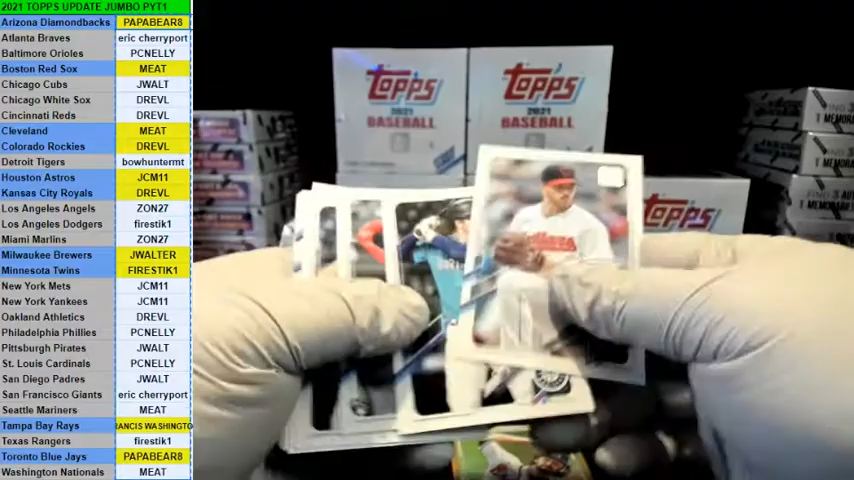 2021 TOPPS UPDATE JUMBO PYT1
Arizona Diamondbacks PAPABEAR8
Atlanta Braves eric cherryport
Baltimore Orioles PCNELLY
Boston Red Sox MEAT
Chicago Cubs JWALT
Chicago White Sox DREVL
Cincinnati Reds DREVL
Cleveland MEAT
Colorado Rockies DREVL
Detroit Tigers bowhuntermt
Houston Astros JCM11
Kansas City Royals DREVL
Los Angeles Angels ZON27
Los Angeles Dodgers firestik1
Miami Marlins ZON27
Milwaukee Brewers JWALTER
Minnesota Twins FIRESTIK1
New York Mets JCM11
New York Yankees JCM11
Oakland Athletics DREVL
Philadelphia Phillies PCNELLY
Pittsburgh Pirates JWALT
St. Louis Cardinals PCNELLY
San Diego Padres JWALT
San Francisco Giants eric cherryport
Seattle Mariners MEAT
Tampa Bay Rays RANCIS WASHINGTO
Texas Rangers firestik1
Toronto Blue Jays PAPABEAR8
Washington Nationals MEAT
Topps
2021
BASEBALL
Topps
2021
BASEBALL
Topps